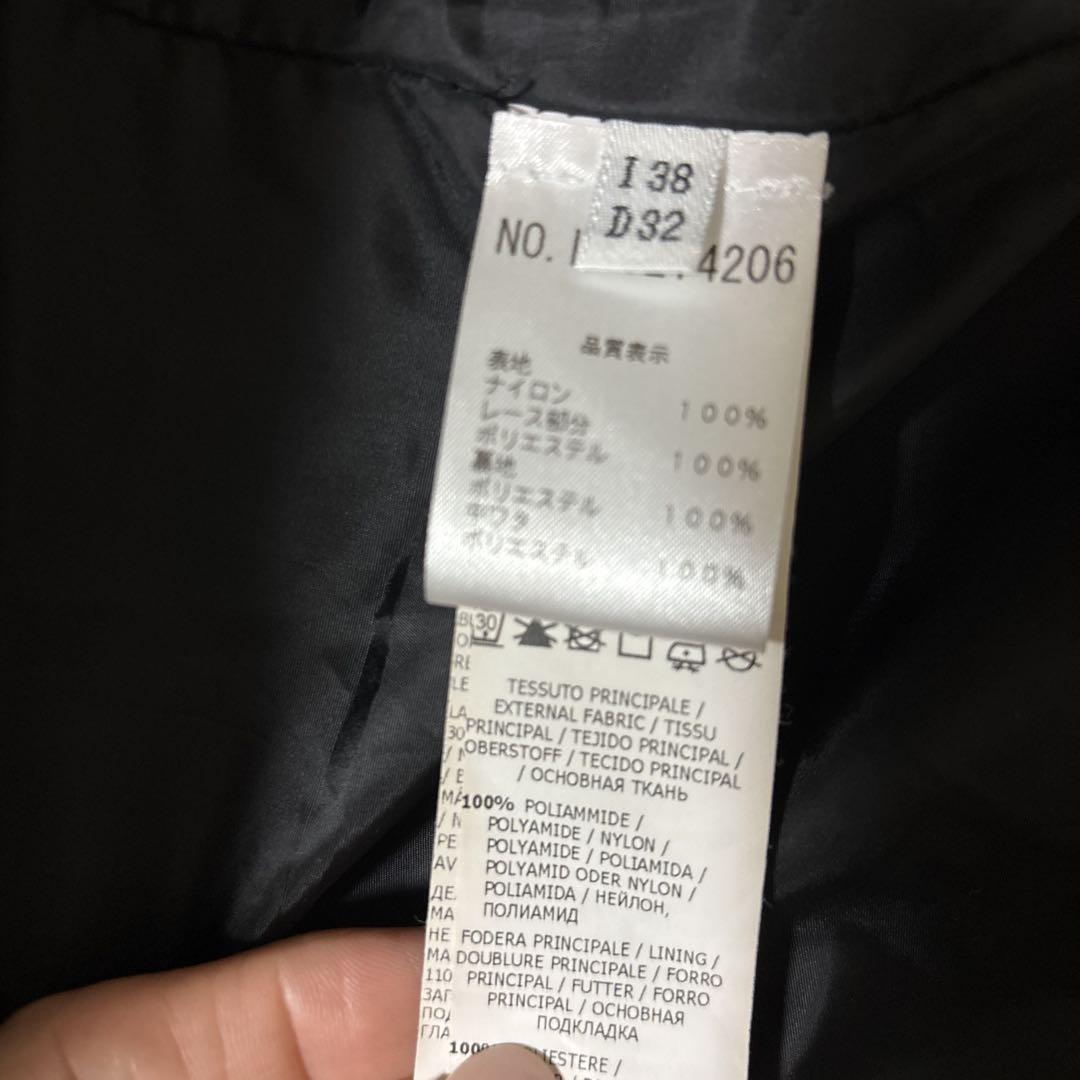 I 38
D 32
NO. 4206
品質表示
表地
ナイロン 100%
レース部分
ポリエステル 100%
裏地
ポリエステル 100%
中ワタ
ポリエステル 100%
30
TESSUTO PRINCIPALE /
EXTERNAL FABRIC / TISSU
PRINCIPAL / TEJIDO PRINCIPAL /
OBERSTOFF / TECIDO PRINCIPAL
/ ОСНОВНАЯ ТКАНЬ
100% POLIAMMIDE /
POLYAMIDE / NYLON /
POLYAMIDE / POLIAMIDA /
POLYAMID ODER NYLON /
POLIAMIDA / НЕЙЛОН,
ПОЛИАМИД
FODERA PRINCIPALE / LINING /
DOUBLURE PRINCIPALE / FORRO
PRINCIPAL / FUTTER / FORRO
PRINCIPAL / ОСНОВНАЯ
ПОДКЛАДКА